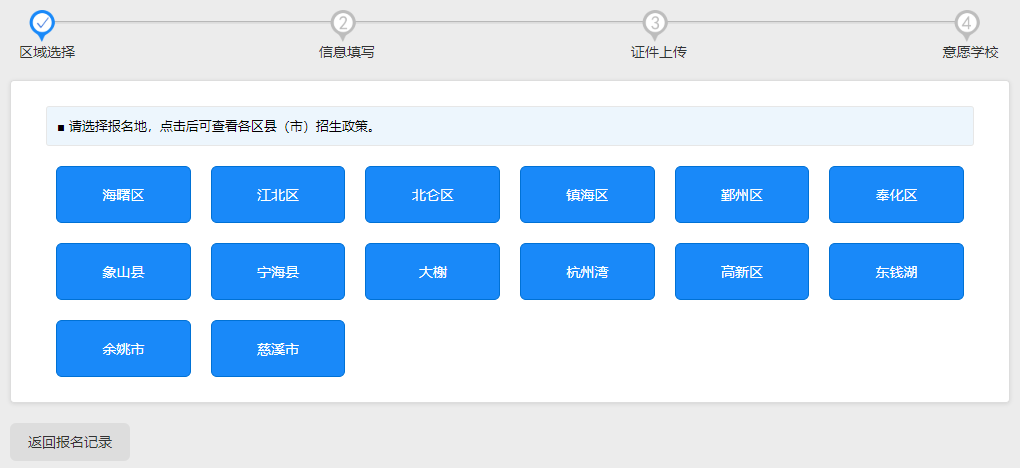 2 3 4
区域选择 信息填写 证件上传 意愿学校
■ 请选择报名地，点击后可查看各区县（市）招生政策。
海曙区 江北区 北仑区 镇海区 鄞州区 奉化区
象山县 宁海县 大榭 杭州湾 高新区 东钱湖
余姚市 慈溪市
返回报名记录